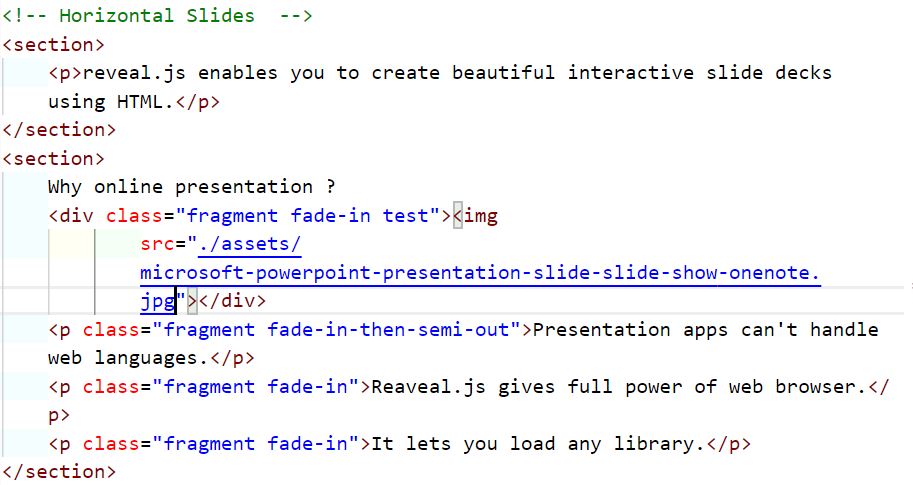 <!-- Horizontal Slides  -->
<section>
    <p>reveal.js enables you to create beautiful interactive slide decks
    using HTML.</p>
</section>
<section>
    Why online presentation ?
    <div class="fragment fade-in test"><img
            src="./assets/
            microsoft-powerpoint-presentation-slide-slide-show-onenote.
            jpg"></div>
    <p class="fragment fade-in-then-semi-out">Presentation apps can't handle
    web languages.</p>
    <p class="fragment fade-in">Reaveal.js gives full power of web browser.</
    p>
    <p class="fragment fade-in">It lets you load any library.</p>
</section>